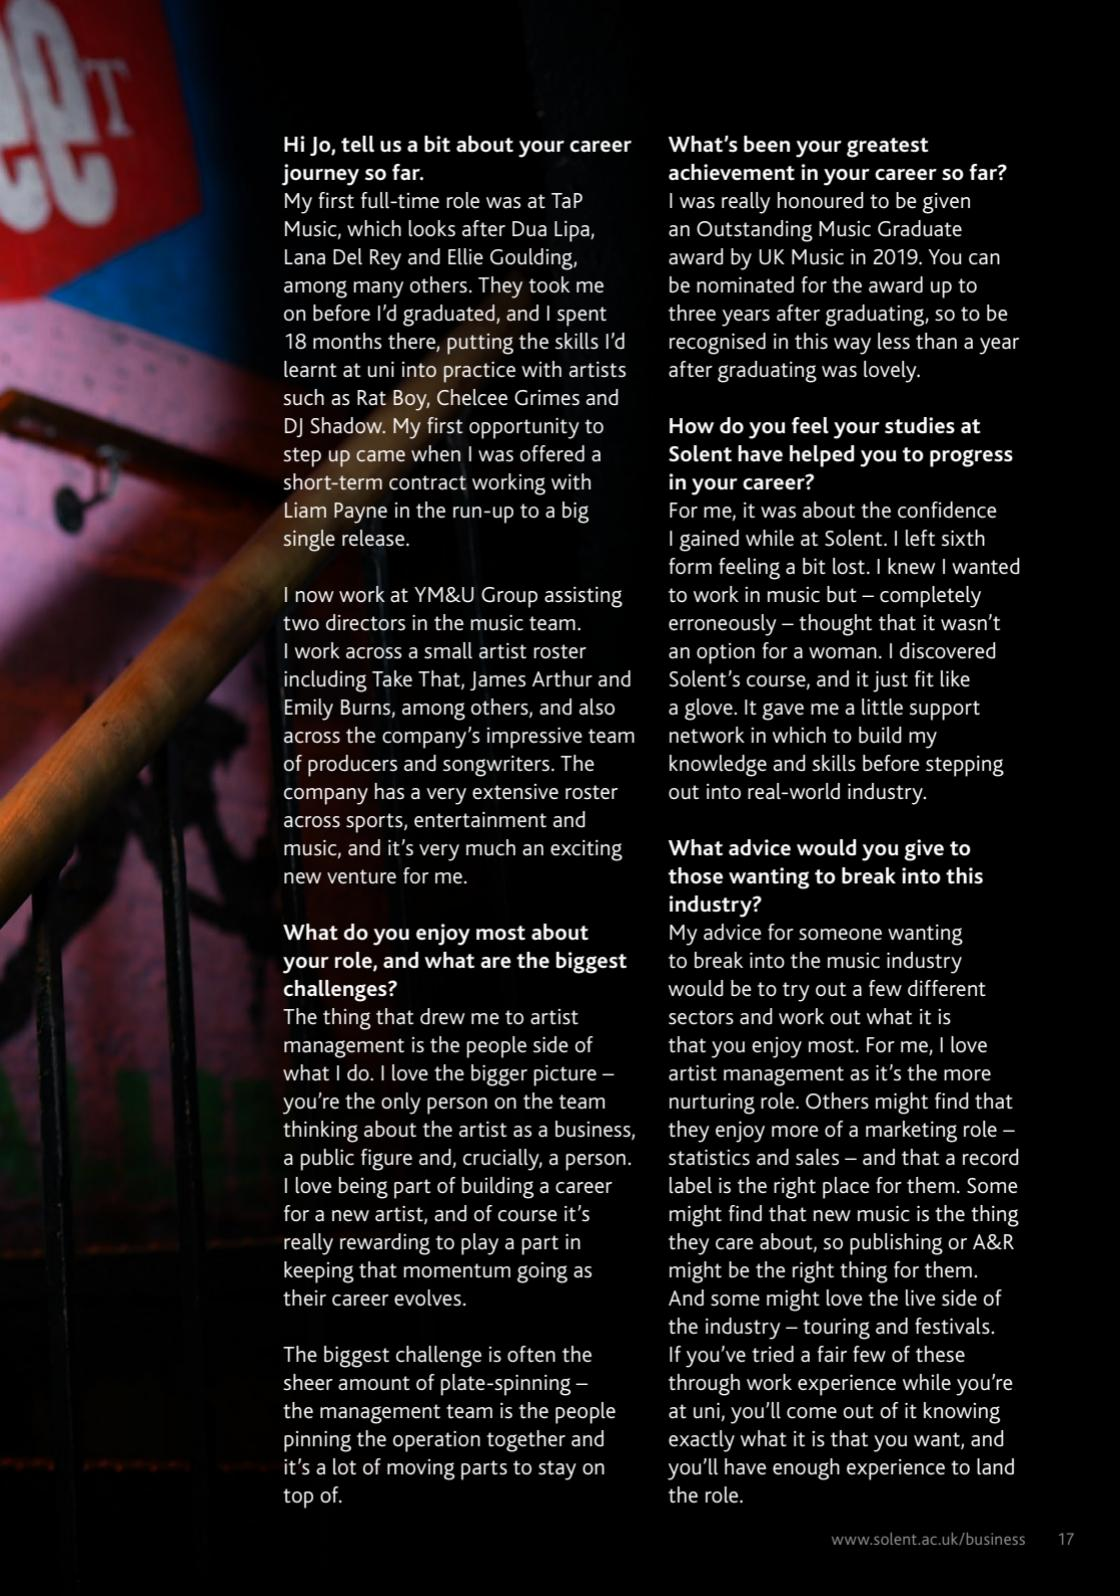 Hi Jo, tell us a bit about your career
journey so far.
My first full-time role was at TaP
Music, which looks after Dua Lipa,
Lana Del Rey and Ellie Goulding,
among many others. They took me
on before I’d graduated, and I spent
18 months there, putting the skills I’d
learnt at uni into practice with artists
such as Rat Boy, Chelcee Grimes and
DJ Shadow. My first opportunity to
step up came when I was offered a
short-term contract working with
Liam Payne in the run-up to a big
single release.
I now work at YM&U Group assisting
two directors in the music team.
I work across a small artist roster
including Take That, James Arthur and
Emily Burns, among others, and also
across the company’s impressive team
of producers and songwriters. The
company has a very extensive roster
across sports, entertainment and
music, and it’s very much an exciting
new venture for me.
What do you enjoy most about
your role, and what are the biggest
challenges?
The thing that drew me to artist
management is the people side of
what I do. I love the bigger picture –
you’re the only person on the team
thinking about the artist as a business,
a public figure and, crucially, a person.
I love being part of building a career
for a new artist, and of course it’s
really rewarding to play a part in
keeping that momentum going as
their career evolves.
The biggest challenge is often the
sheer amount of plate-spinning –
the management team is the people
pinning the operation together and
it’s a lot of moving parts to stay on
top of.
What’s been your greatest
achievement in your career so far?
I was really honoured to be given
an Outstanding Music Graduate
award by UK Music in 2019. You can
be nominated for the award up to
three years after graduating, so to be
recognised in this way less than a year
after graduating was lovely.
How do you feel your studies at
Solent have helped you to progress
in your career?
For me, it was about the confidence
I gained while at Solent. I left sixth
form feeling a bit lost. I knew I wanted
to work in music but – completely
erroneously – thought that it wasn’t
an option for a woman. I discovered
Solent’s course, and it just fit like
a glove. It gave me a little support
network in which to build my
knowledge and skills before stepping
out into real-world industry.
What advice would you give to
those wanting to break into this
industry?
My advice for someone wanting
to break into the music industry
would be to try out a few different
sectors and work out what it is
that you enjoy most. For me, I love
artist management as it’s the more
nurturing role. Others might find that
they enjoy more of a marketing role –
statistics and sales – and that a record
label is the right place for them. Some
might find that new music is the thing
they care about, so publishing or A&R
might be the right thing for them.
And some might love the live side of
the industry – touring and festivals.
If you’ve tried a fair few of these
through work experience while you’re
at uni, you’ll come out of it knowing
exactly what it is that you want, and
you’ll have enough experience to land
the role.
www.solent.ac.uk/business 17